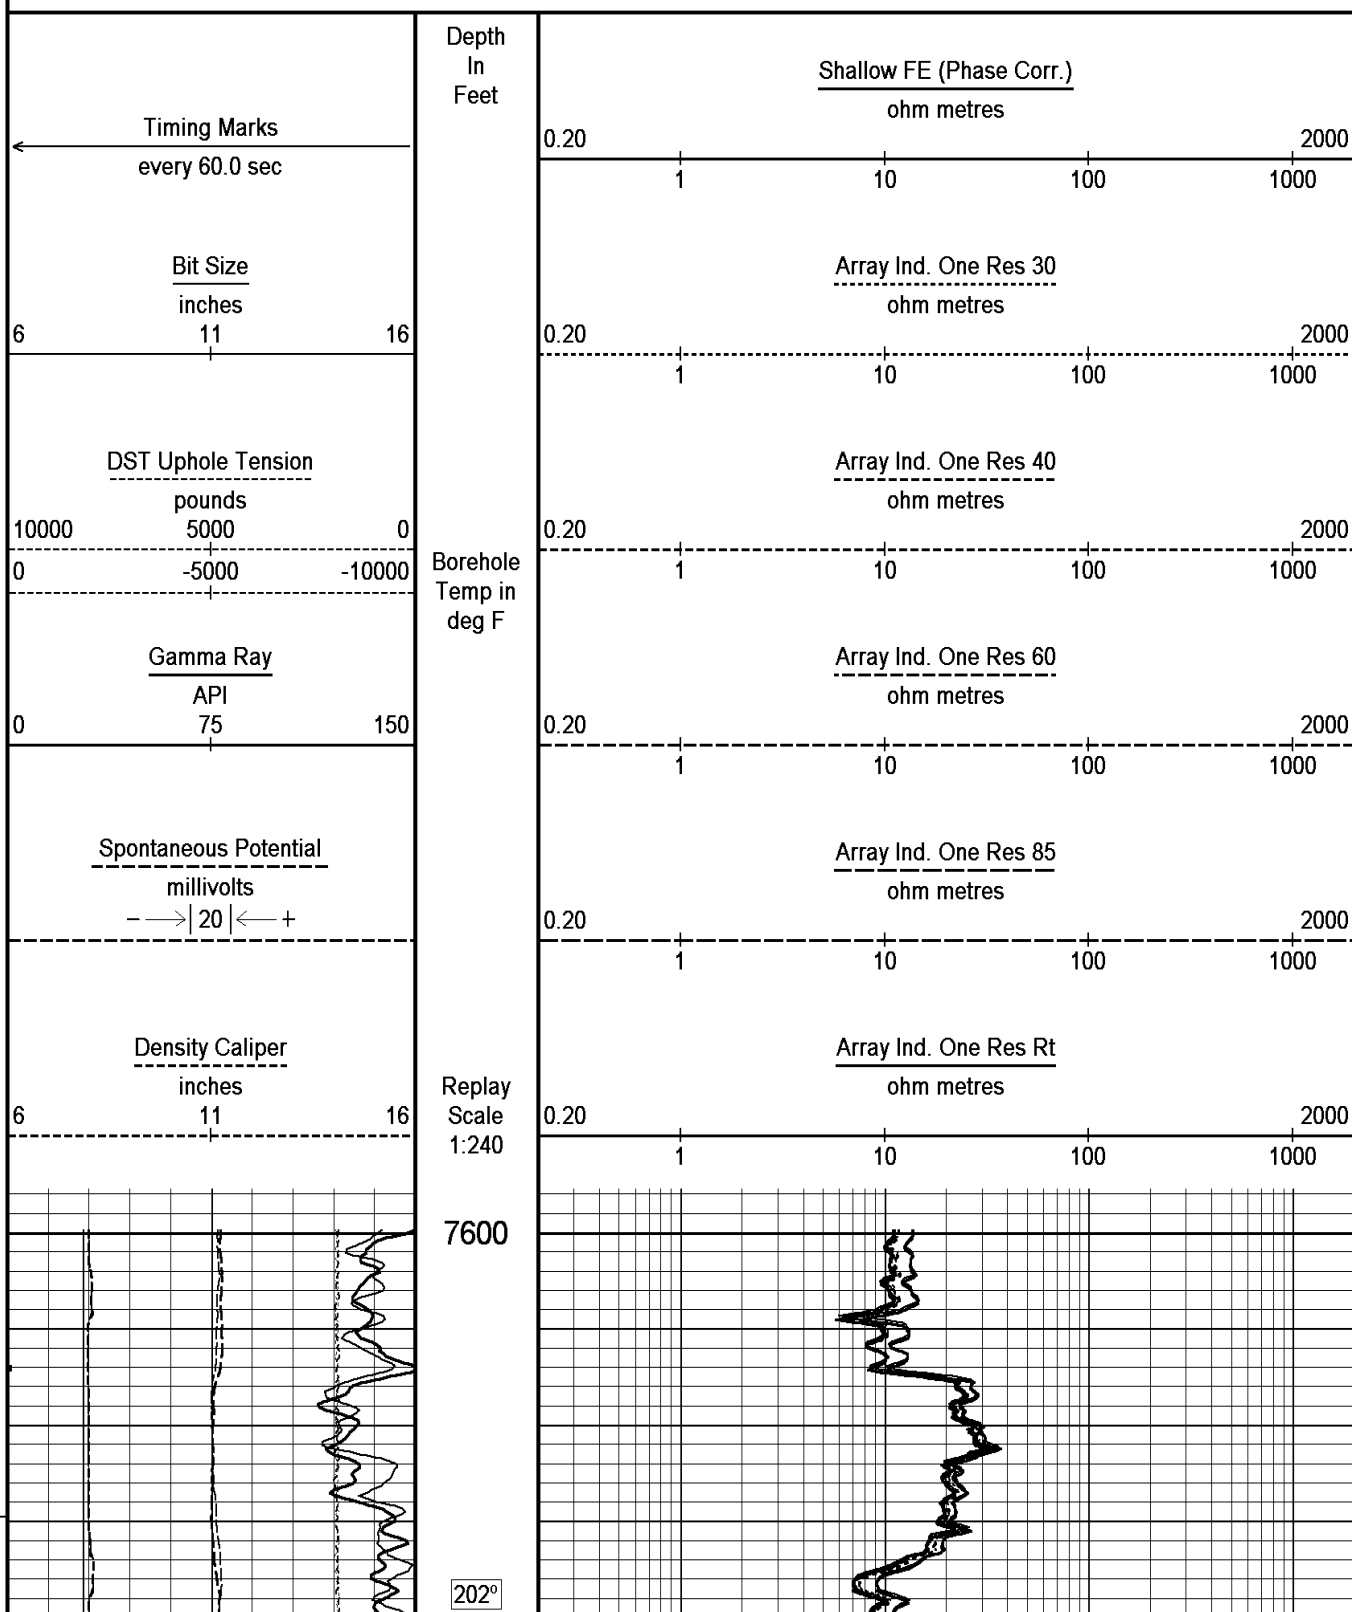 Depth
In
Feet
Timing Marks
every 60.0 sec
Bit Size
inches
6 11 16
DST Uphole Tension
pounds
10000 5000 0
0 -5000 -10000
Gamma Ray
API
0 75 150
Spontaneous Potential
millivolts
− 20 +
Density Caliper
inches
6 11 16
Borehole
Temp in
deg F
Replay
Scale
1:240
7600
202º
Shallow FE (Phase Corr.)
ohm metres
0.20 2000
1 10 100 1000
Array Ind. One Res 30
ohm metres
0.20 2000
1 10 100 1000
Array Ind. One Res 40
ohm metres
0.20 2000
1 10 100 1000
Array Ind. One Res 60
ohm metres
0.20 2000
1 10 100 1000
Array Ind. One Res 85
ohm metres
0.20 2000
1 10 100 1000
Array Ind. One Res Rt
ohm metres
0.20 2000
1 10 100 1000